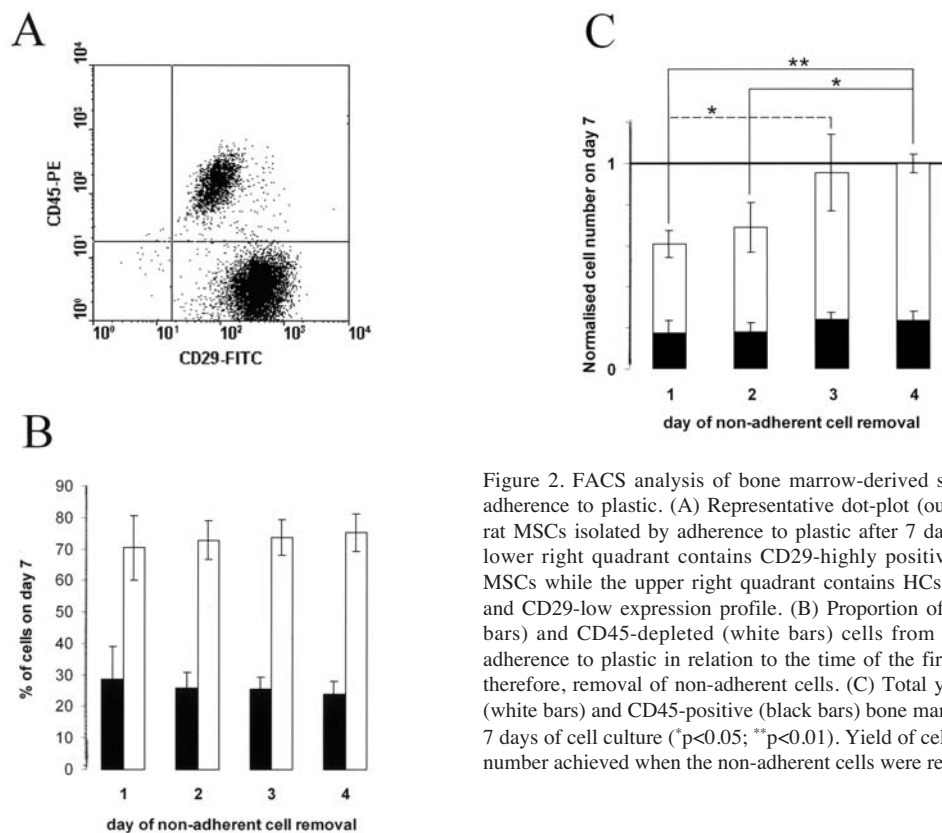 A
CD45-PE
10⁴
10³
10²
10¹
10⁰
10⁰ 10¹ 10² 10³ 10⁴
CD29-FITC
B
% of cells on day 7
90
80
70
60
50
40
30
20
10
0
1 2 3 4
day of non-adherent cell removal
C
**
*
*
Normalised cell number on day 7
1
0
1 2 3 4
day of non-adherent cell removal
Figure 2. FACS analysis of bone marrow-derived s
adherence to plastic. (A) Representative dot-plot (ou
rat MSCs isolated by adherence to plastic after 7 da
lower right quadrant contains CD29-highly positive
MSCs while the upper right quadrant contains HCs
and CD29-low expression profile. (B) Proportion of
bars) and CD45-depleted (white bars) cells from
adherence to plastic in relation to the time of the fir
therefore, removal of non-adherent cells. (C) Total y
(white bars) and CD45-positive (black bars) bone mar
7 days of cell culture (*p<0.05; **p<0.01). Yield of cel
number achieved when the non-adherent cells were re